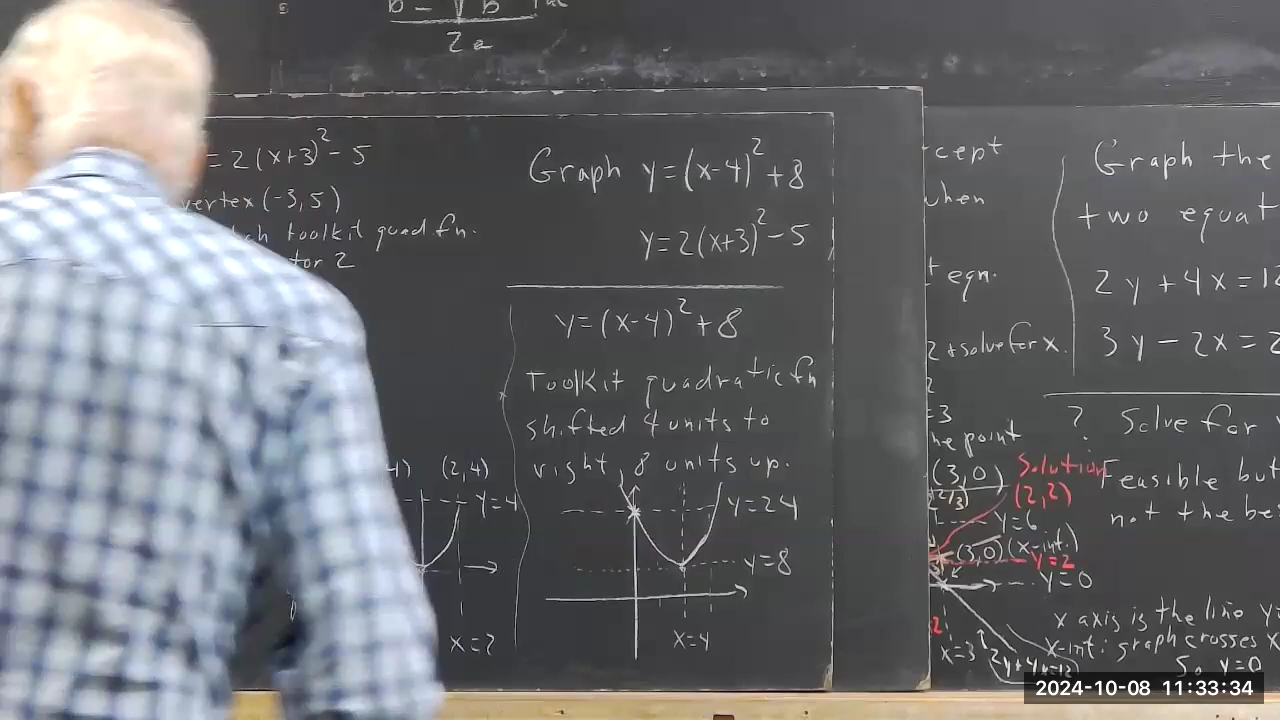 2a
= 2(x+3)² - 5
vertex (-3, 5)
toolkit quad fn.
tor 2
(2,4)
y=4
x=2
Graph y=(x-4)² + 8
y=2(x+3)² - 5
y=(x-4)² + 8
Toolkit quadratic fn
shifted 4 units to
right, 8 units up.
y=24
y=8
x=4
cept
when
eqn.
2 + solve for x.
=3
he point
(3,0)
Solution
(2,2)
y=6
(3,0) (x-int.)
y=2
y=0
x=3
2y+4x=12
Graph the
two equat
2y + 4x = 12
3y - 2x = 2
? Solve for
Feasible but
not the be
x axis is the line y
x-int: graph crosses x
So y=0
2024-10-08 11:33:34